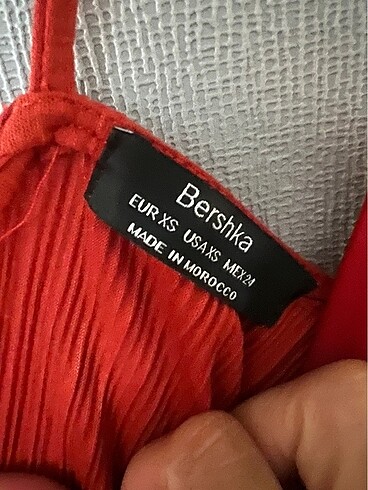 Bershka
EUR XS USA XS MEX 24
MADE IN MOROCCO